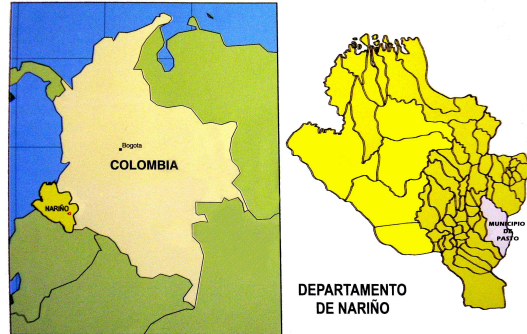 Bogota
COLOMBIA
NARIÑO
MUNICIPIO
DE
PASTO
DEPARTAMENTO
DE NARIÑO